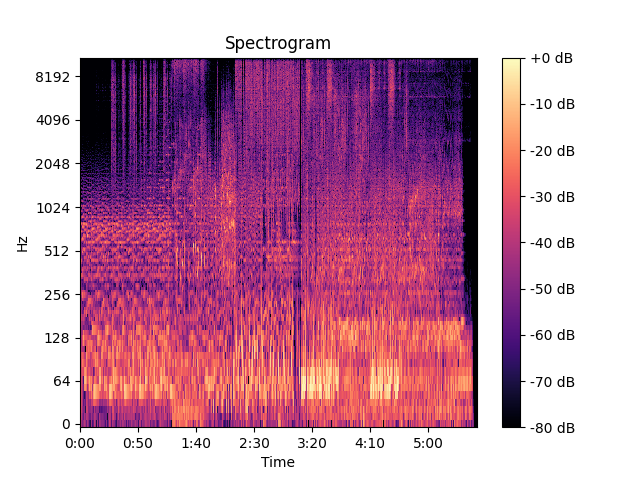 Spectrogram
8192
4096
2048
1024
512
256
128
64
0
Hz
0:00 0:50 1:40 2:30 3:20 4:10 5:00
Time
+0 dB
-10 dB
-20 dB
-30 dB
-40 dB
-50 dB
-60 dB
-70 dB
-80 dB